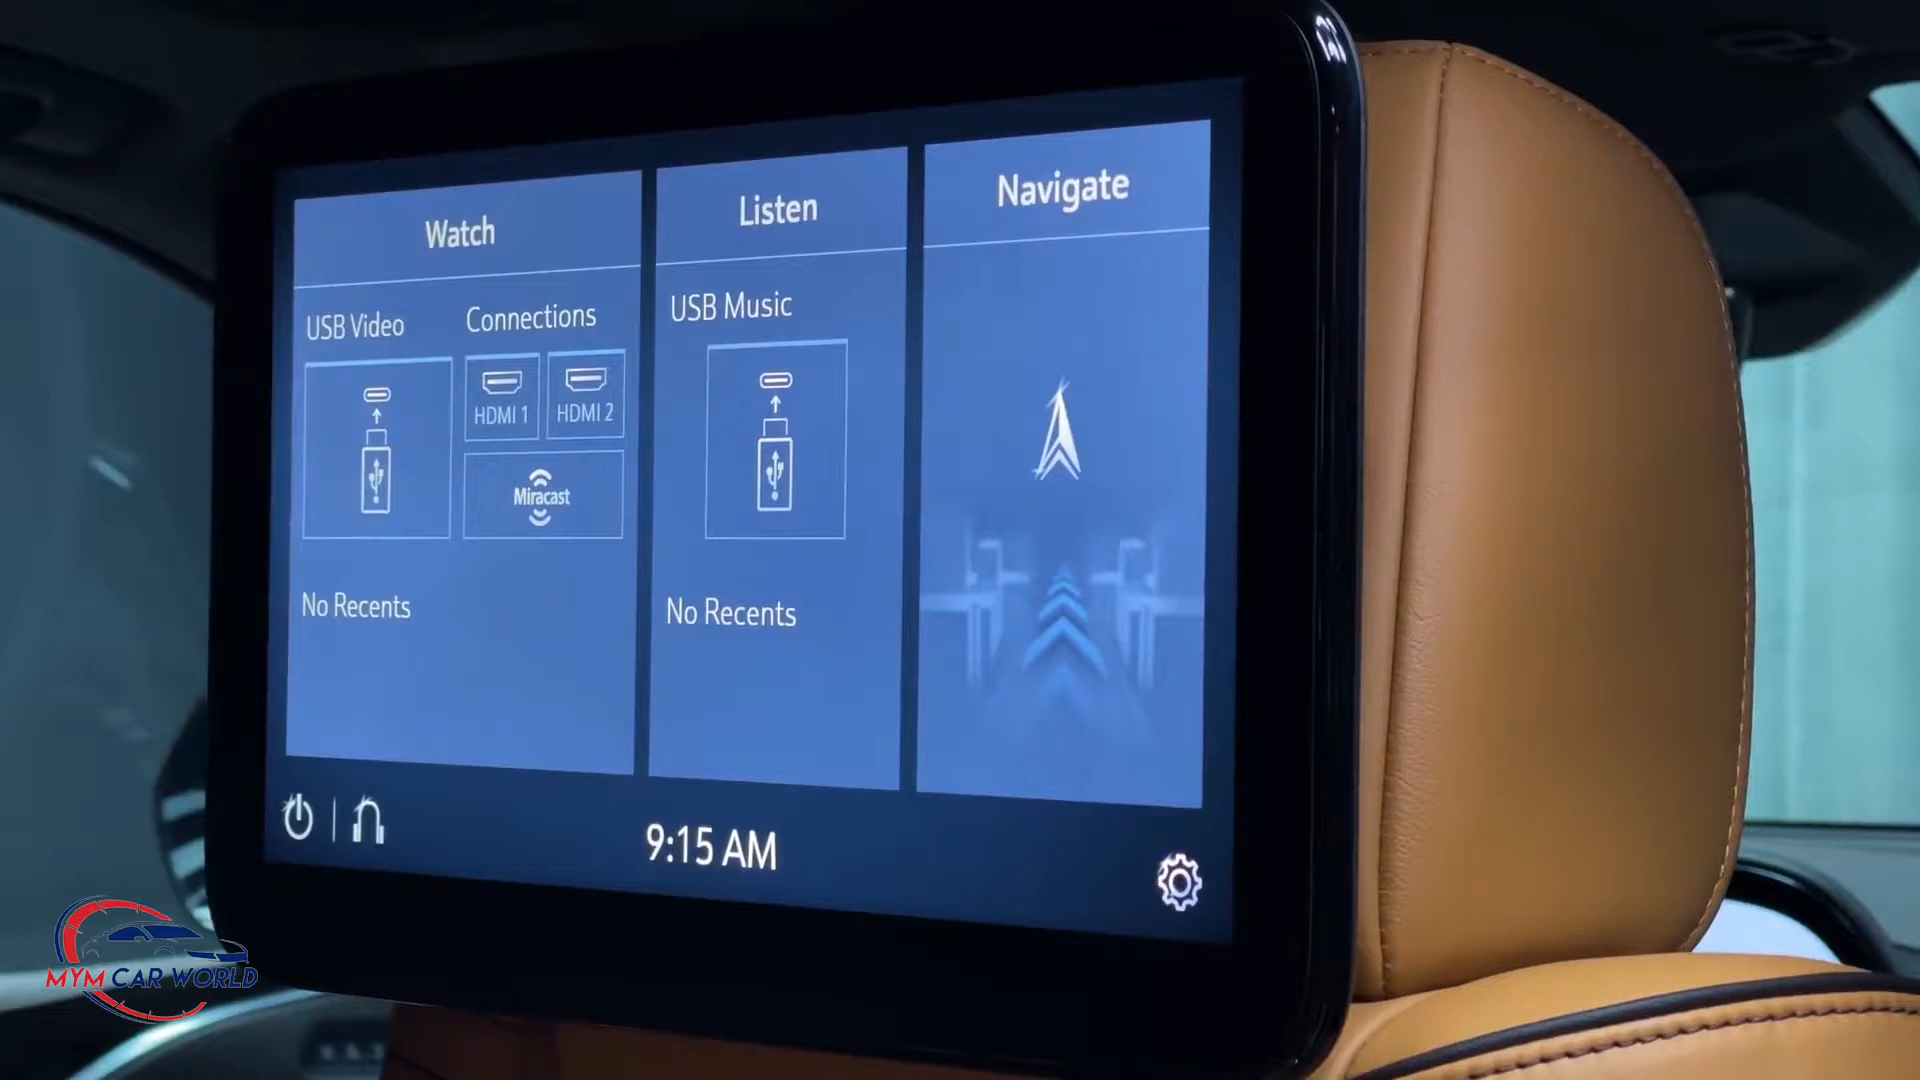 Watch
USB Video
Connections
HDMI 1
HDMI 2
Miracast
No Recents
Listen
USB Music
No Recents
Navigate
9:15 AM
MYM CAR WORLD